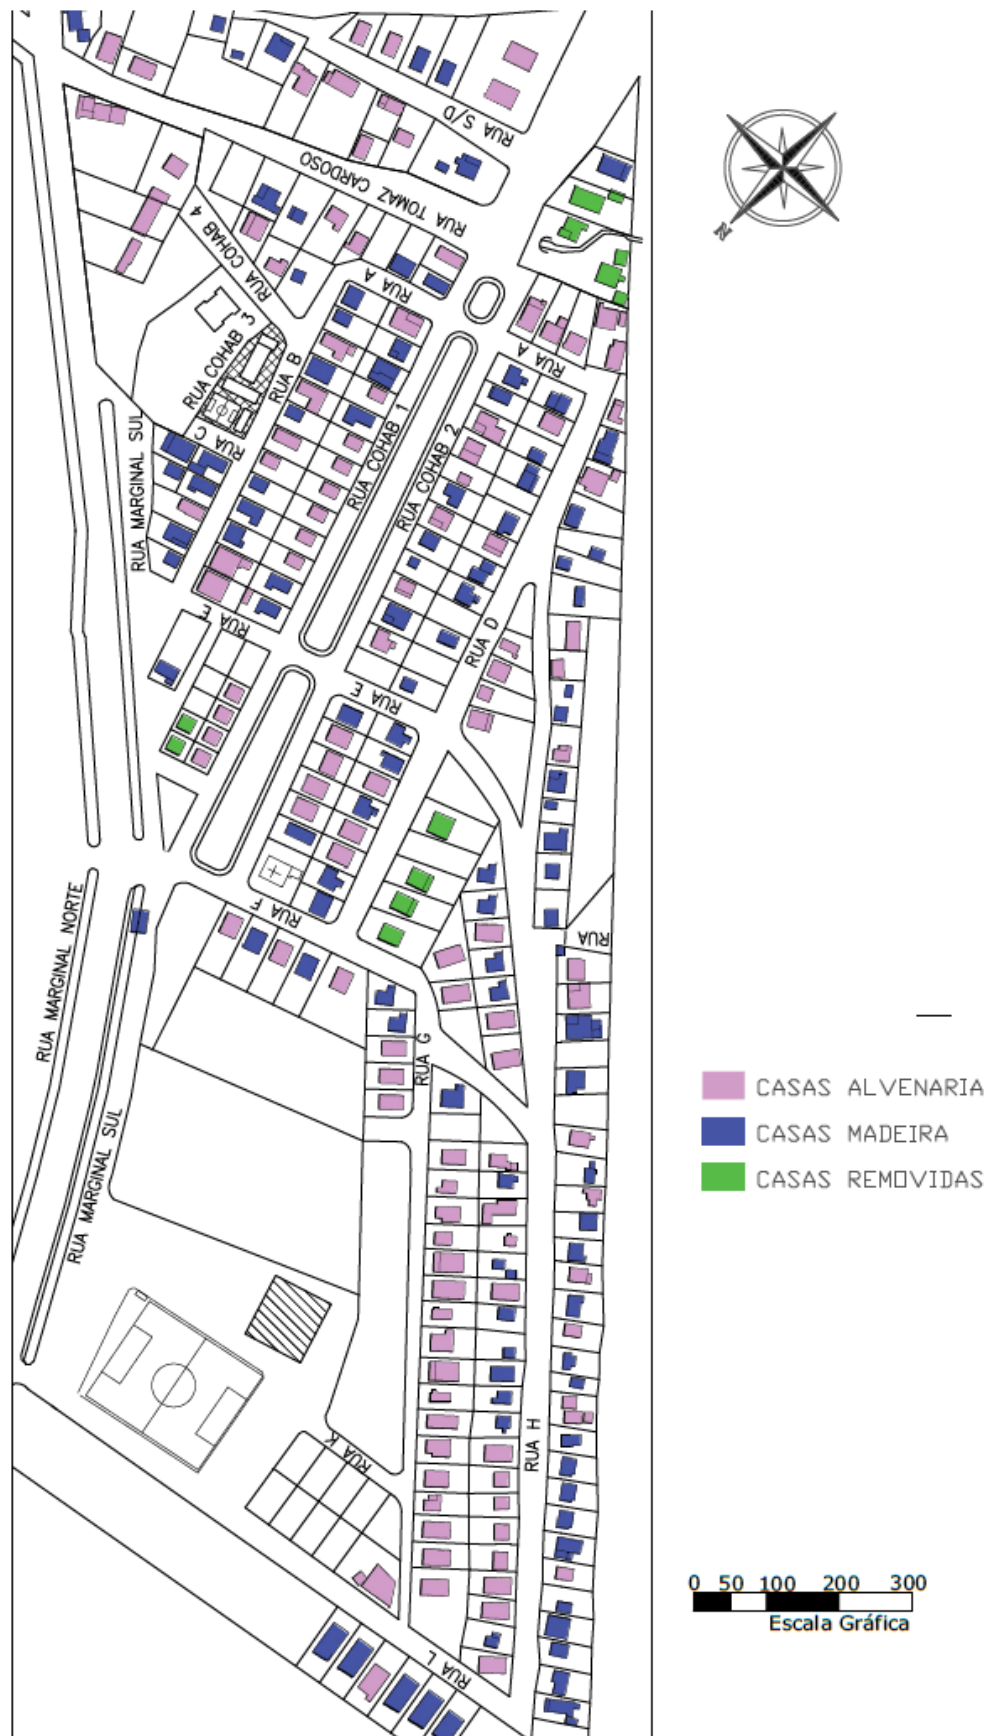 RUA S/D
RUA TOMAZ CARDOSO
RUA COHAB 4
RUA A
RUA COHAB 3
RUA B
RUA A
RUA COHAB 1
RUA COHAB 2
RUA C
RUA MARGINAL SUL
RUA E
RUA D
RUA E
RUA F
RUA
RUA MARGINAL NORTE
RUA G
RUA MARGINAL SUL
RUA H
RUA K
RUA L
N
CASAS ALVENARIA
CASAS MADEIRA
CASAS REMOVIDAS
0 50 100 200 300
Escala Gráfica